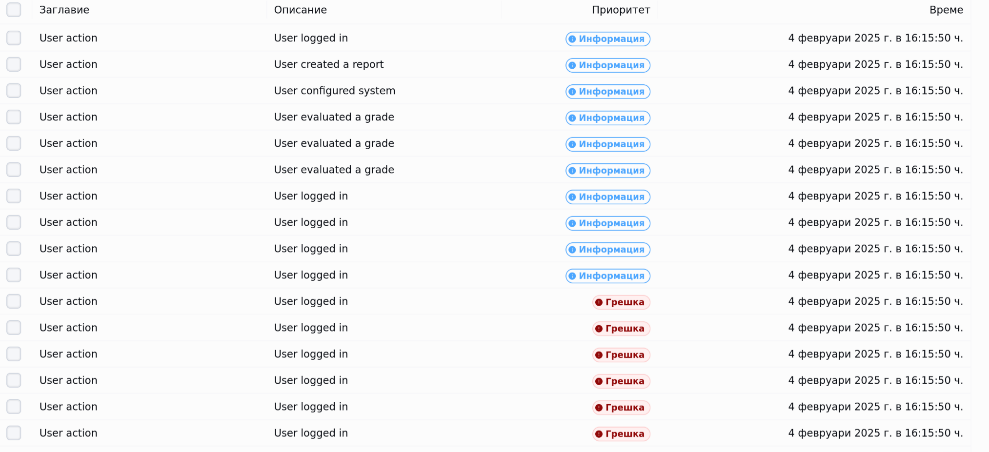 Заглавие Описание Приоритет Време
User action User logged in Информация 4 февруари 2025 г. в 16:15:50 ч.
User action User created a report Информация 4 февруари 2025 г. в 16:15:50 ч.
User action User configured system Информация 4 февруари 2025 г. в 16:15:50 ч.
User action User evaluated a grade Информация 4 февруари 2025 г. в 16:15:50 ч.
User action User evaluated a grade Информация 4 февруари 2025 г. в 16:15:50 ч.
User action User evaluated a grade Информация 4 февруари 2025 г. в 16:15:50 ч.
User action User logged in Информация 4 февруари 2025 г. в 16:15:50 ч.
User action User logged in Информация 4 февруари 2025 г. в 16:15:50 ч.
User action User logged in Информация 4 февруари 2025 г. в 16:15:50 ч.
User action User logged in Информация 4 февруари 2025 г. в 16:15:50 ч.
User action User logged in Грешка 4 февруари 2025 г. в 16:15:50 ч.
User action User logged in Грешка 4 февруари 2025 г. в 16:15:50 ч.
User action User logged in Грешка 4 февруари 2025 г. в 16:15:50 ч.
User action User logged in Грешка 4 февруари 2025 г. в 16:15:50 ч.
User action User logged in Грешка 4 февруари 2025 г. в 16:15:50 ч.
User action User logged in Грешка 4 февруари 2025 г. в 16:15:50 ч.